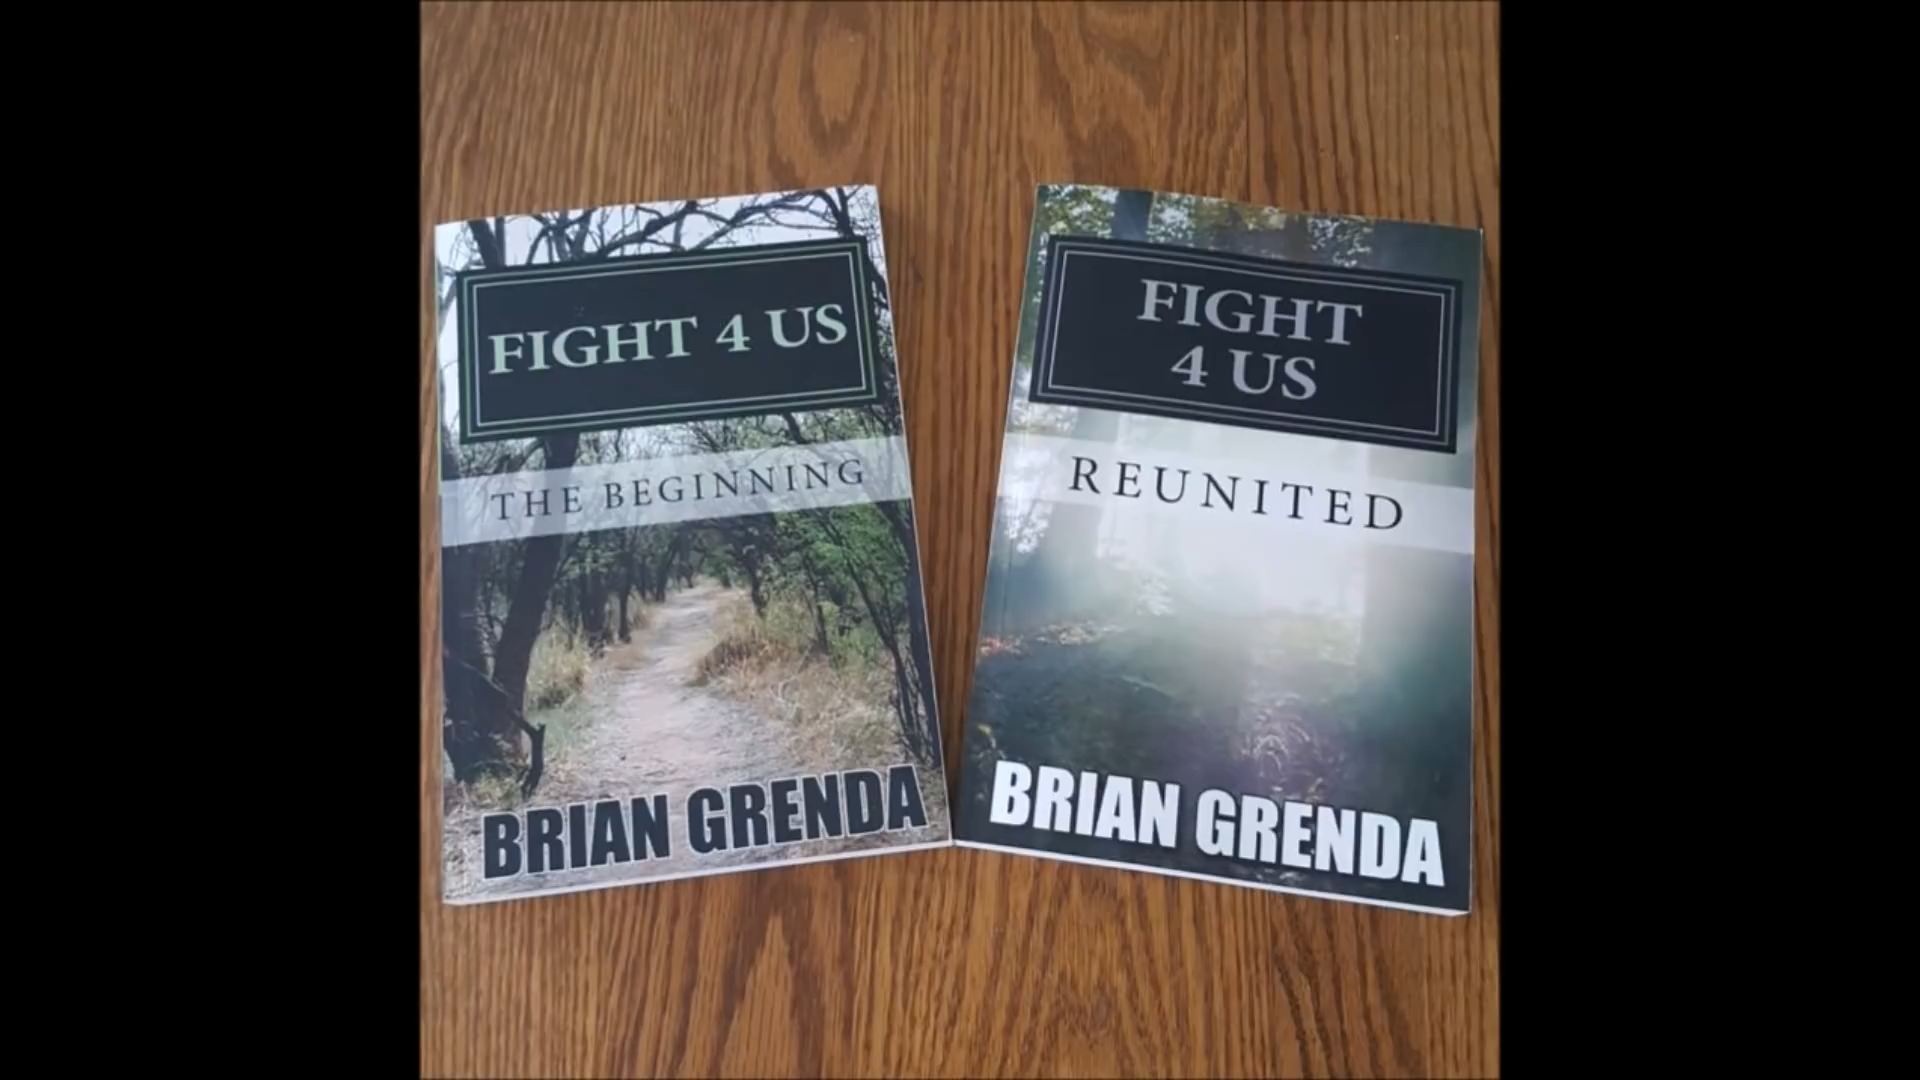 FIGHT 4 US
THE BEGINNING
BRIAN GRENDA
FIGHT
4 US
REUNITED
BRIAN GRENDA